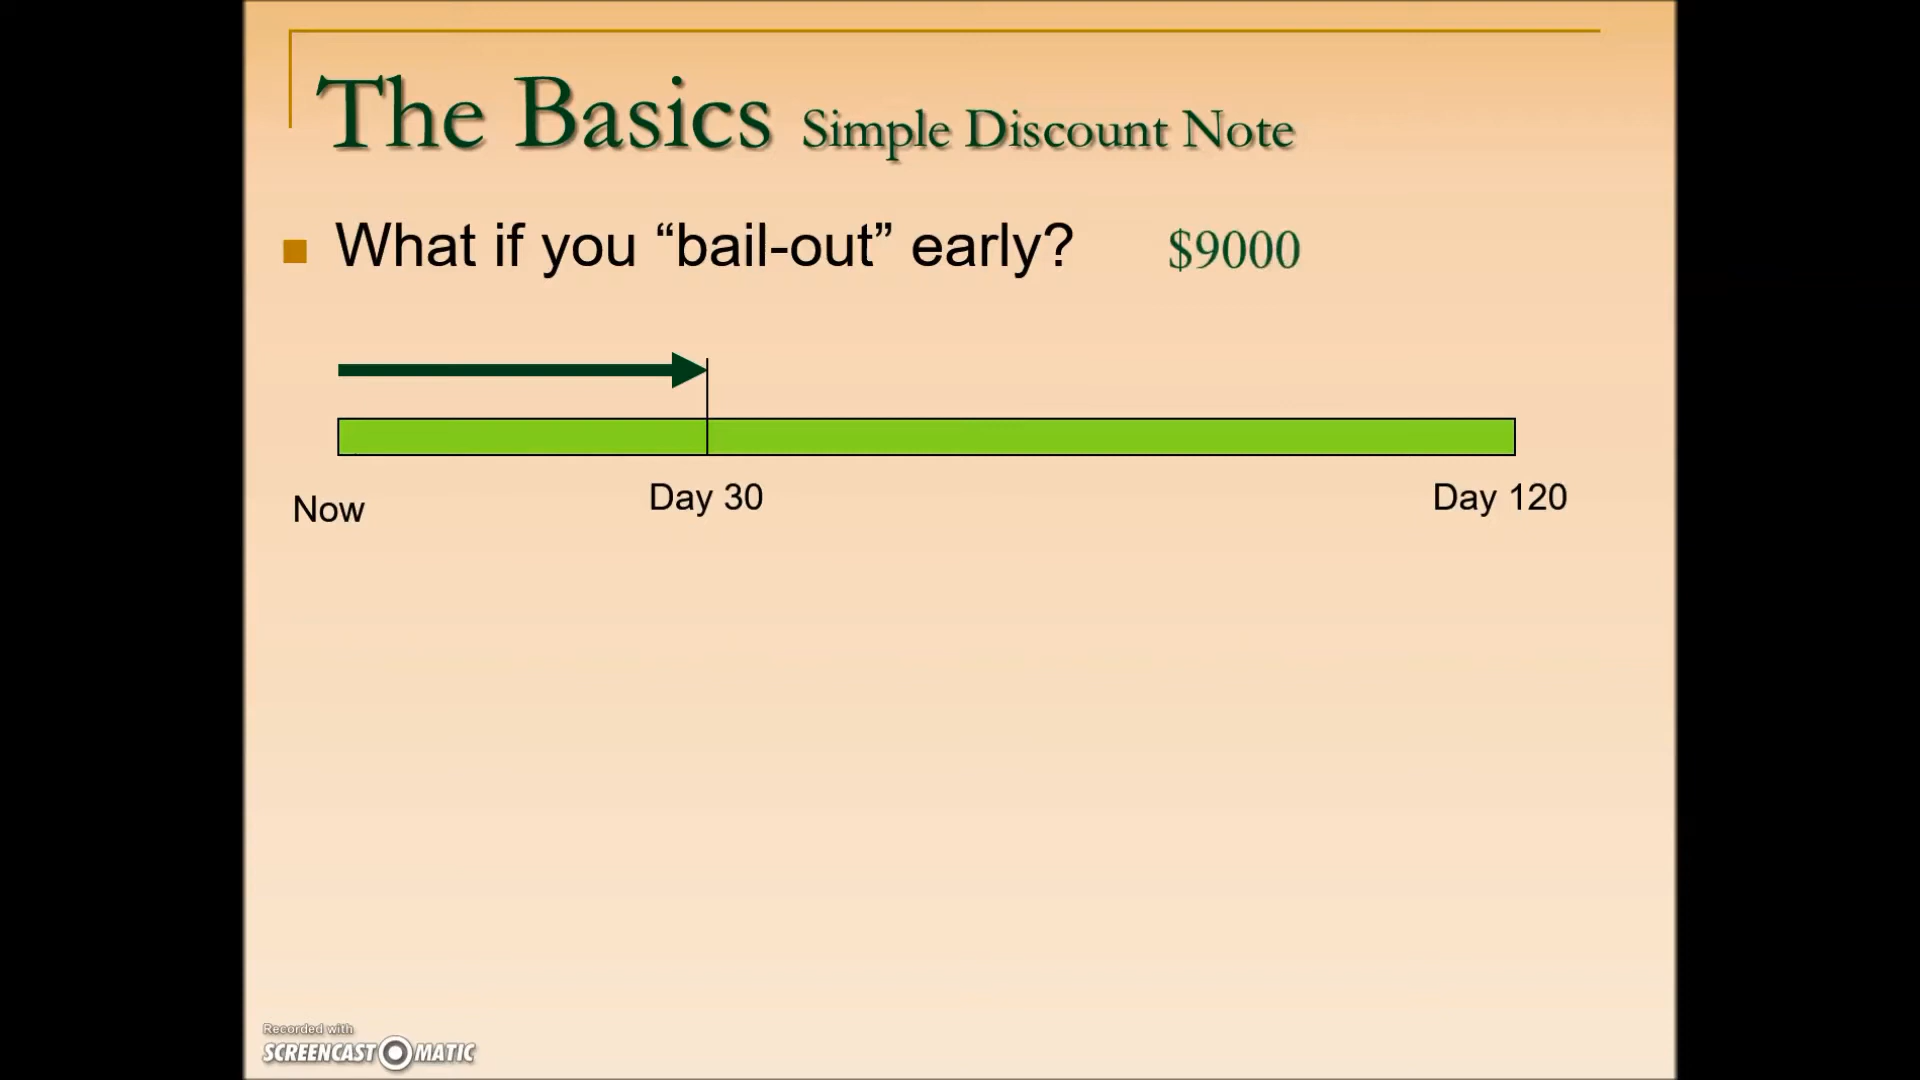 The Basics Simple Discount Note
What if you “bail-out” early? $9000
Now Day 30 Day 120
Recorded with
SCREENCAST MATIC